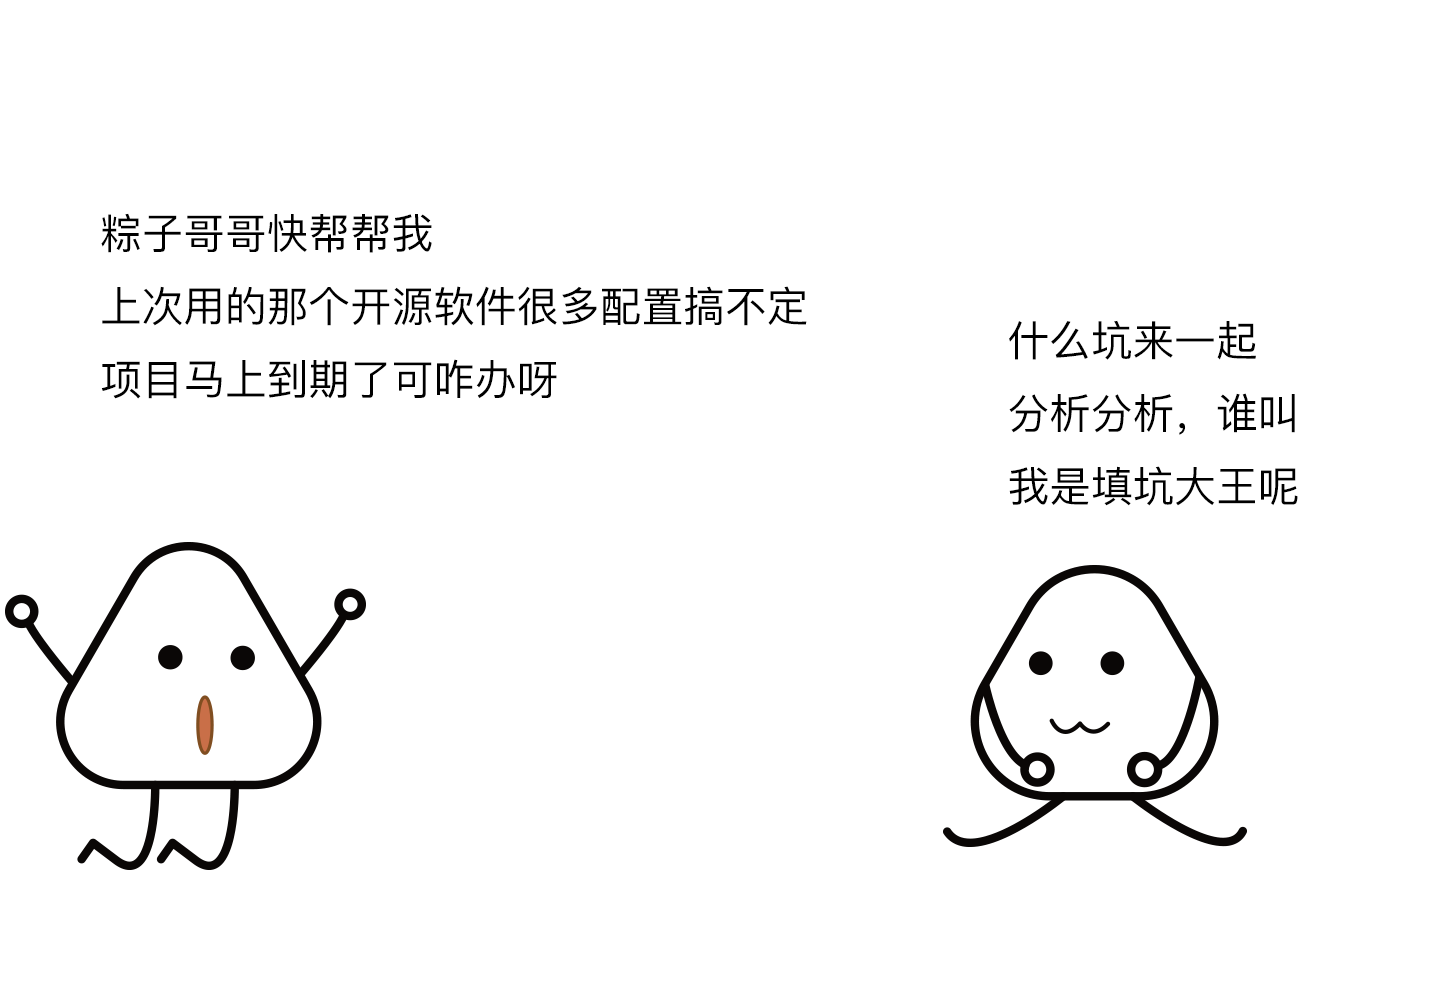 粽子哥哥快帮帮我
上次用的那个开源软件很多配置搞不定
项目马上到期了可咋办呀
什么坑来一起
分析分析，谁叫
我是填坑大王呢